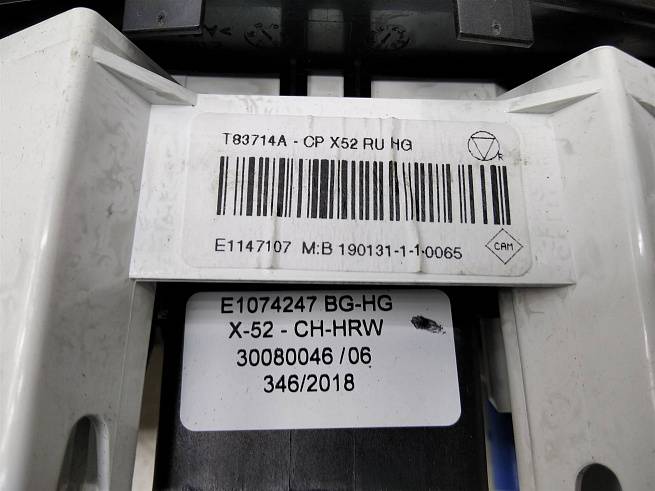 T83714A - CP X52 RU HG
R
E1147107 M:B 190131-1-1-0065
CAM
E1074247 BG-HG
X-52 - CH-HRW
30080046 /06
346/2018